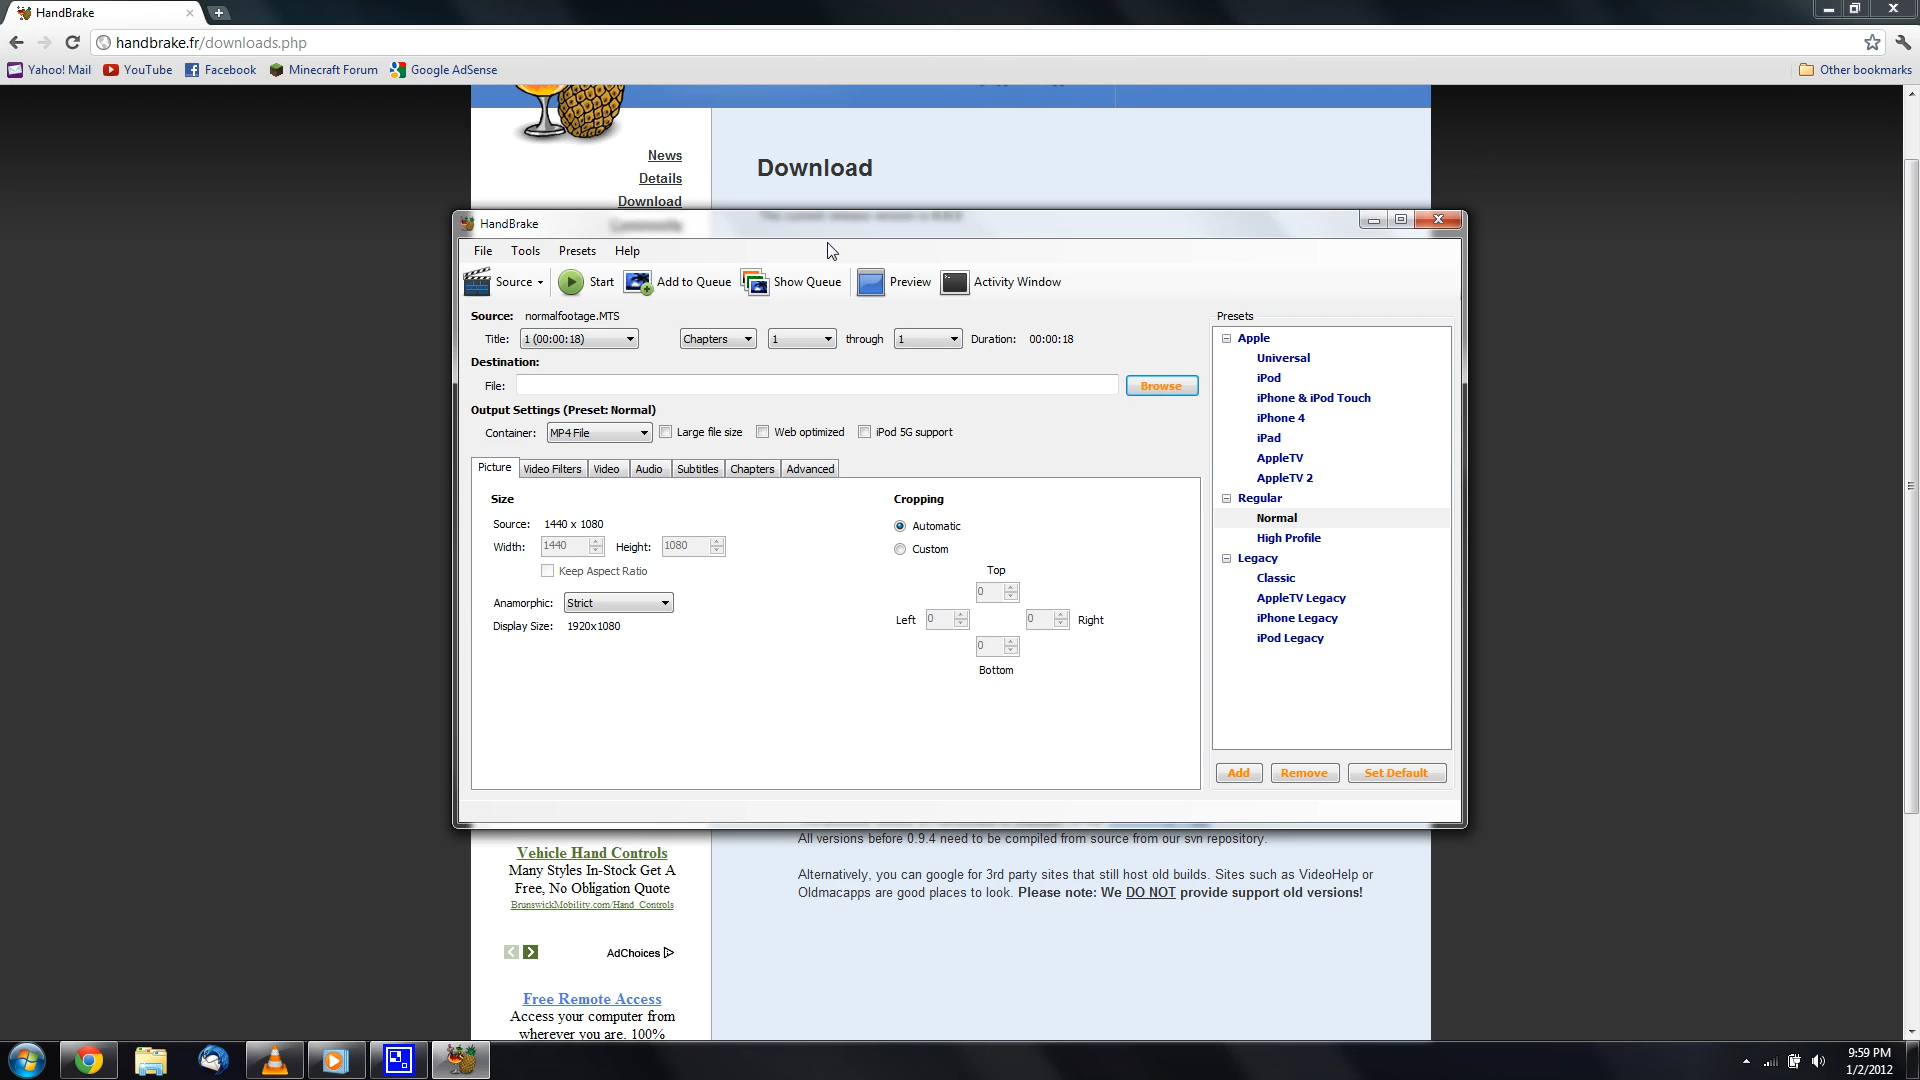 HandBrake
handbrake.fr/downloads.php
Yahoo! Mail YouTube Facebook Minecraft Forum Google AdSense Other bookmarks
News
Details
Download
Download
HandBrake
File Tools Presets Help
Source Start Add to Queue Show Queue Preview Activity Window
Source: normalfootage.MTS
Title: 1 (00:00:18) Chapters 1 through 1 Duration: 00:00:18
Destination:
File: Browse
Output Settings (Preset: Normal)
Container: MP4 File Large file size Web optimized iPod 5G support
Picture Video Filters Video Audio Subtitles Chapters Advanced
Size
Source: 1440 x 1080
Width: 1440 Height: 1080
Keep Aspect Ratio
Anamorphic: Strict
Display Size: 1920x1080
Cropping
Automatic
Custom
Top
0
Left 0 0 Right
0
Bottom
Presets
Apple
Universal
iPod
iPhone & iPod Touch
iPhone 4
iPad
AppleTV
AppleTV 2
Regular
Normal
High Profile
Legacy
Classic
AppleTV Legacy
iPhone Legacy
iPod Legacy
Add Remove Set Default
All versions before 0.9.4 need to be compiled from source from our svn repository.
Alternatively, you can google for 3rd party sites that still host old builds. Sites such as VideoHelp or
Oldmacapps are good places to look. Please note: We DO NOT provide support old versions!
Vehicle Hand Controls
Many Styles In-Stock Get A
Free, No Obligation Quote
BrunswickMobility.com/Hand_Controls
AdChoices
Free Remote Access
Access your computer from
wherever you are. 100%
9:59 PM
1/2/2012